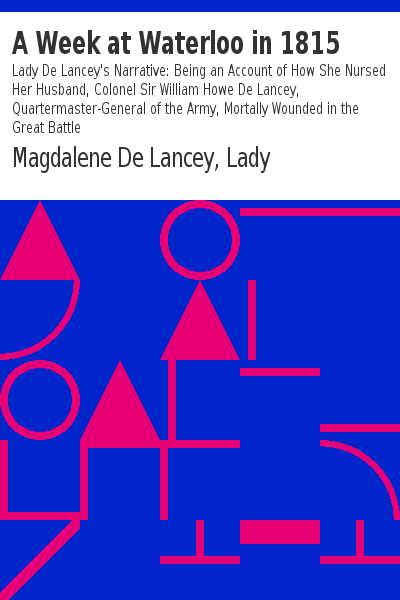 A Week at Waterloo in 1815
Lady De Lancey's Narrative: Being an Account of How She Nursed
Her Husband, Colonel Sir William Howe De Lancey,
Quartermaster-General of the Army, Mortally Wounded in the
Great Battle
Magdalene De Lancey, Lady